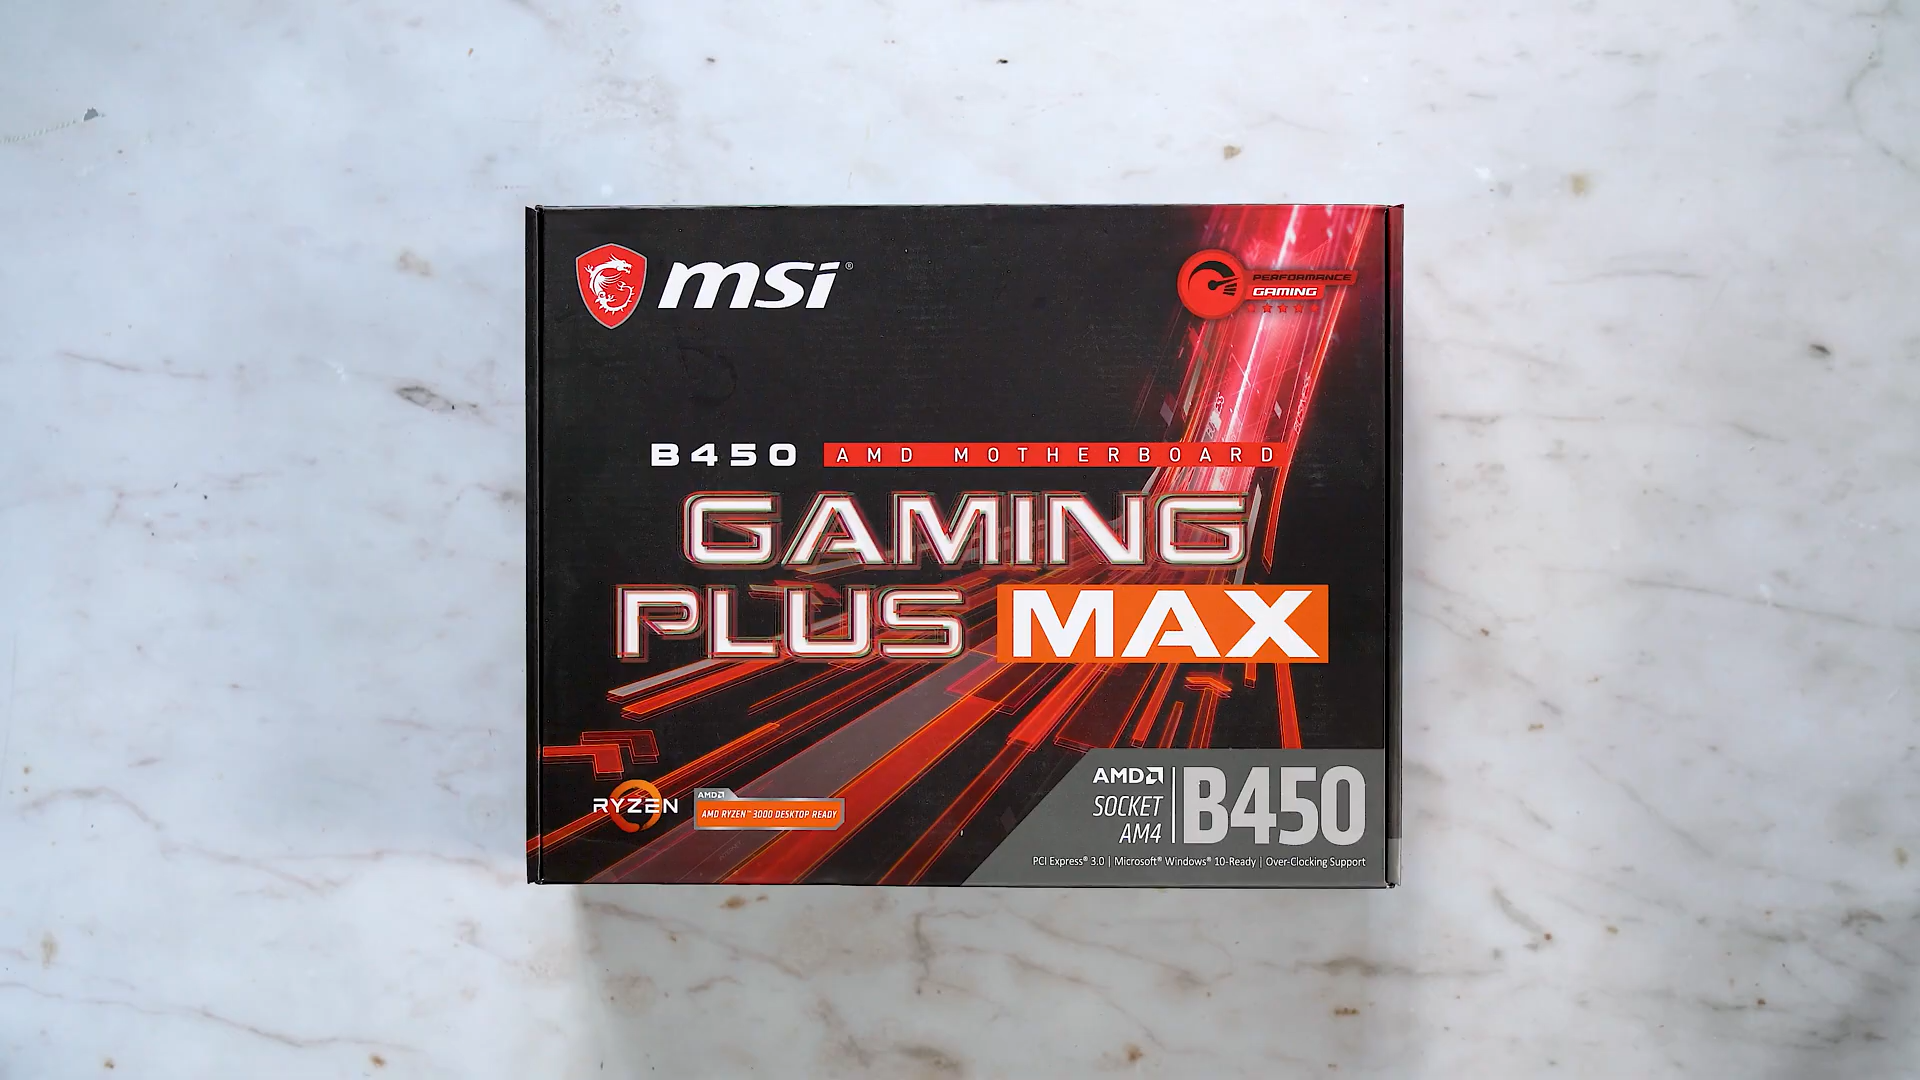 msi®
PERFORMANCE
GAMING
B450 AMD MOTHERBOARD
GAMING
PLUS MAX
RYZEN
AMD
AMD RYZEN™ 3000 DESKTOP READY
AMD
SOCKET
AM4
B450
PCI Express® 3.0 | Microsoft® Windows® 10-Ready | Over-Clocking Support